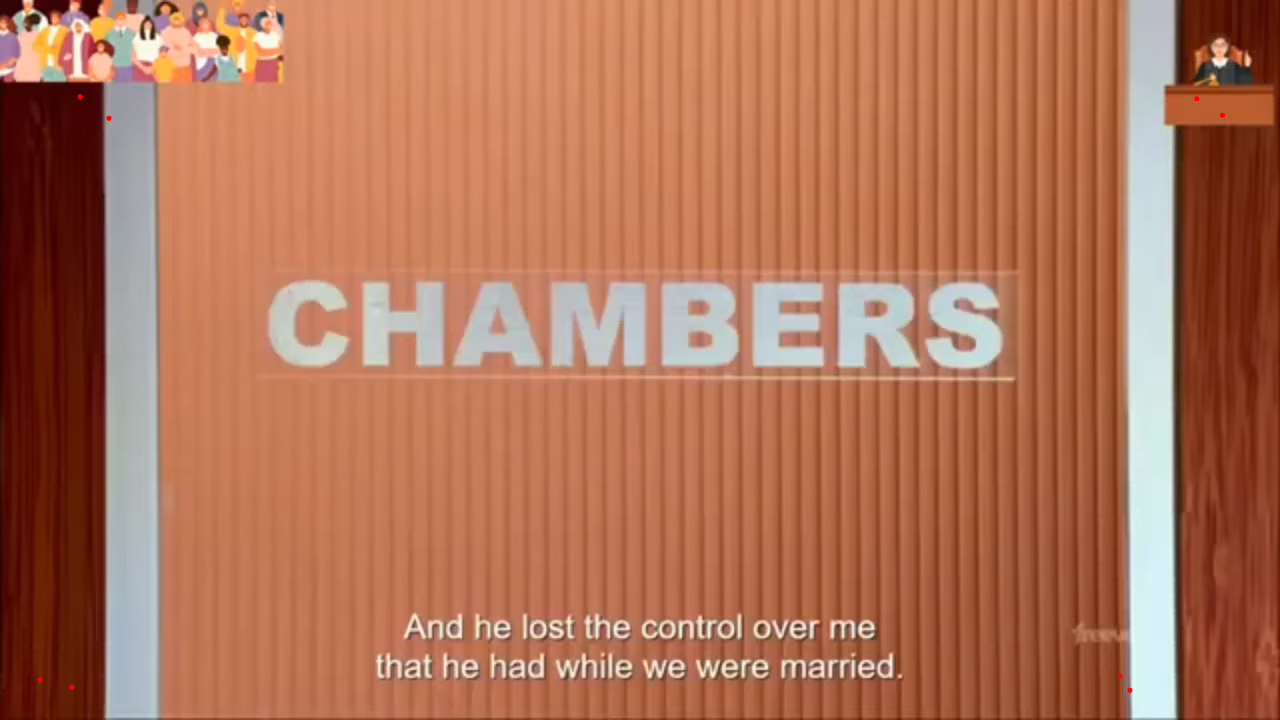 CHAMBERS
And he lost the control over me
that he had while we were married.